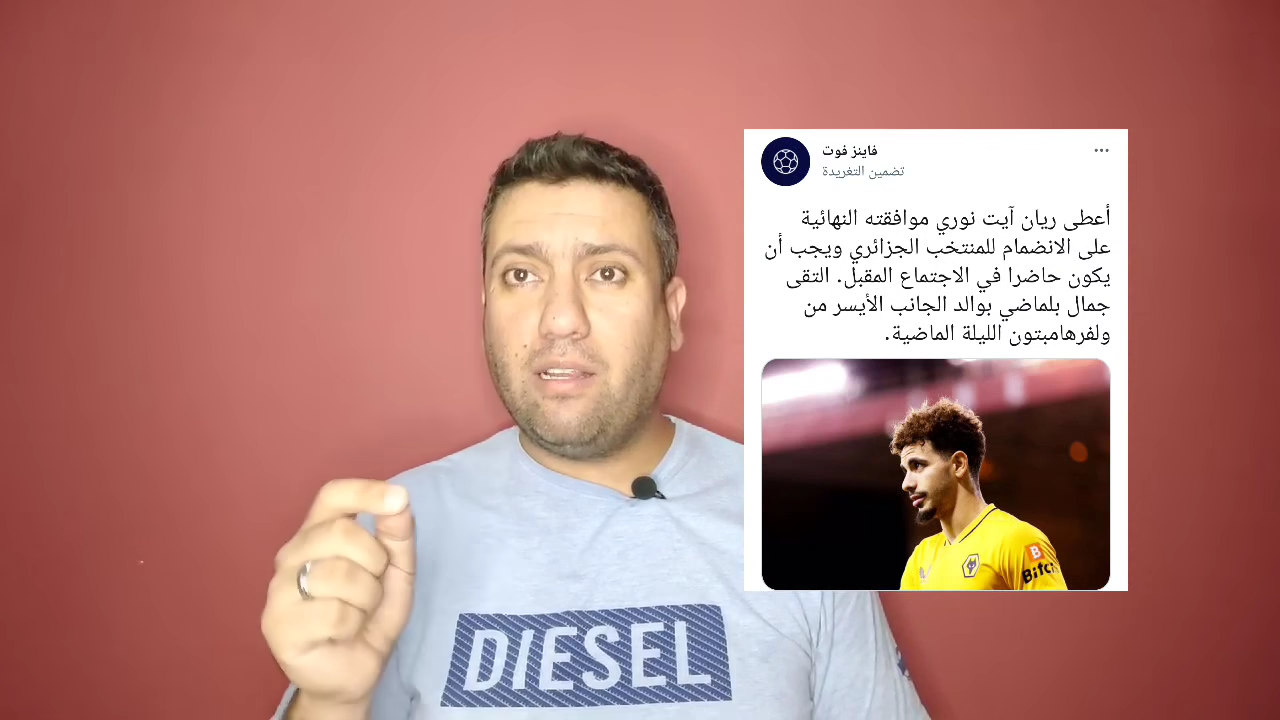 فاينز فوت
تضمين التغريدة
أعطى ريان آيت نوري موافقته النهائية
على الانضمام للمنتخب الجزائري ويجب أن
يكون حاضرا في الاجتماع المقبل. التقى
جمال بلماضي بوالد الجانب الأيسر من
ولفرهامبتون الليلة الماضية.
DIESEL